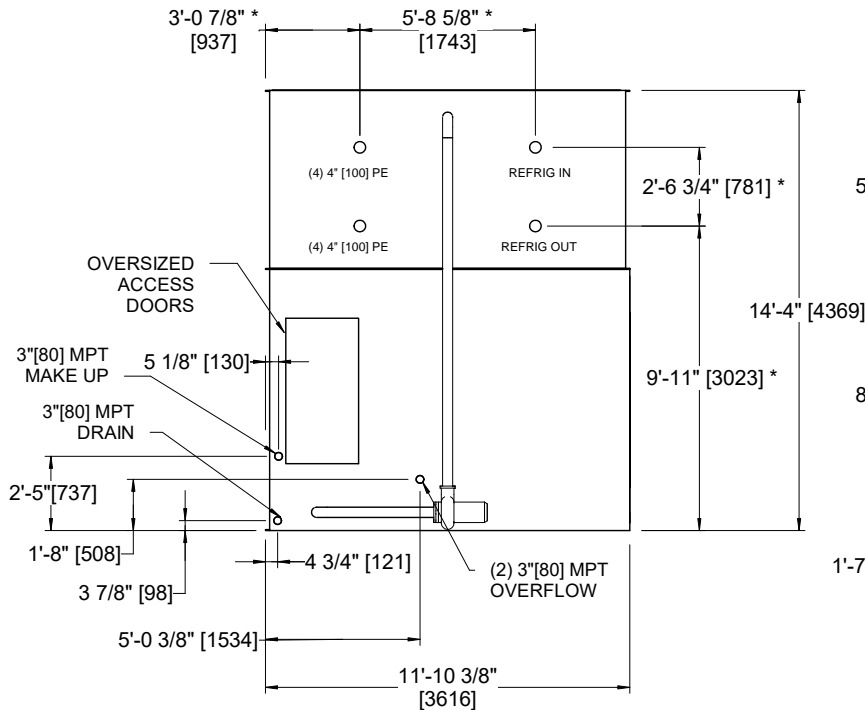 3'-0 7/8" *
[937]
5'-8 5/8" *
[1743]
(4) 4" [100] PE
REFRIG IN
2'-6 3/4" [781] *
5
(4) 4" [100] PE
REFRIG OUT
OVERSIZED
ACCESS
DOORS
14'-4" [4369]
3"[80] MPT
MAKE UP
5 1/8" [130]
9'-11" [3023] *
8
3"[80] MPT
DRAIN
2'-5"[737]
1'-8" [508]
4 3/4" [121]
(2) 3"[80] MPT
OVERFLOW
1'-7
3 7/8" [98]
5'-0 3/8" [1534]
11'-10 3/8"
[3616]